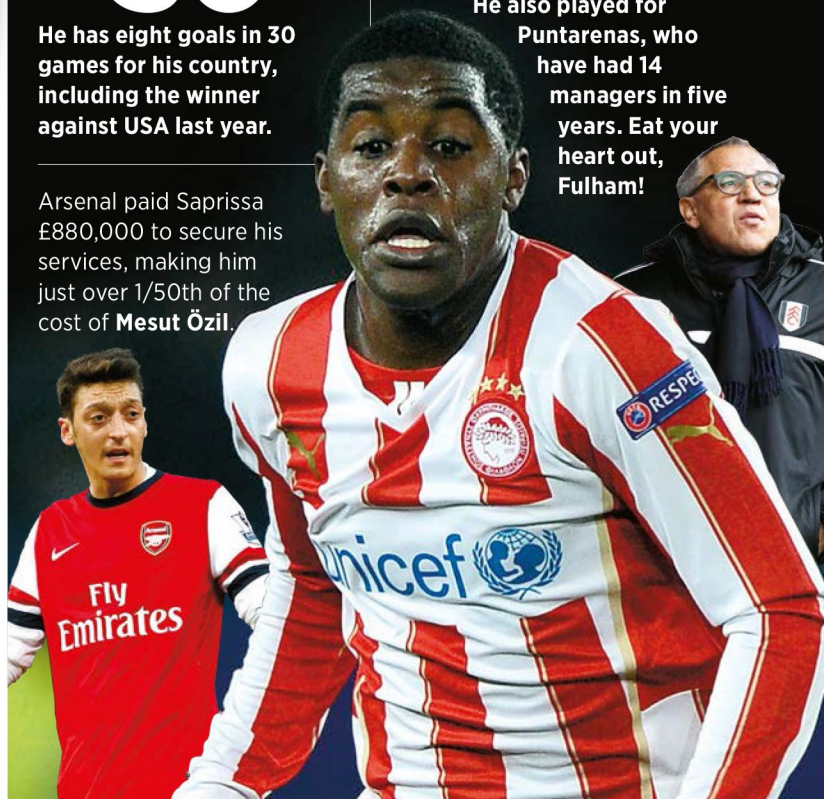 He has eight goals in 30
games for his country,
including the winner
against USA last year.
Arsenal paid Saprissa
£880,000 to secure his
services, making him
just over 1/50th of the
cost of Mesut Özil.
He also played for
Puntarenas, who
have had 14
managers in five
years. Eat your
heart out,
Fulham!
RESPEC
unicef
Arsenal
Fly
Emirates